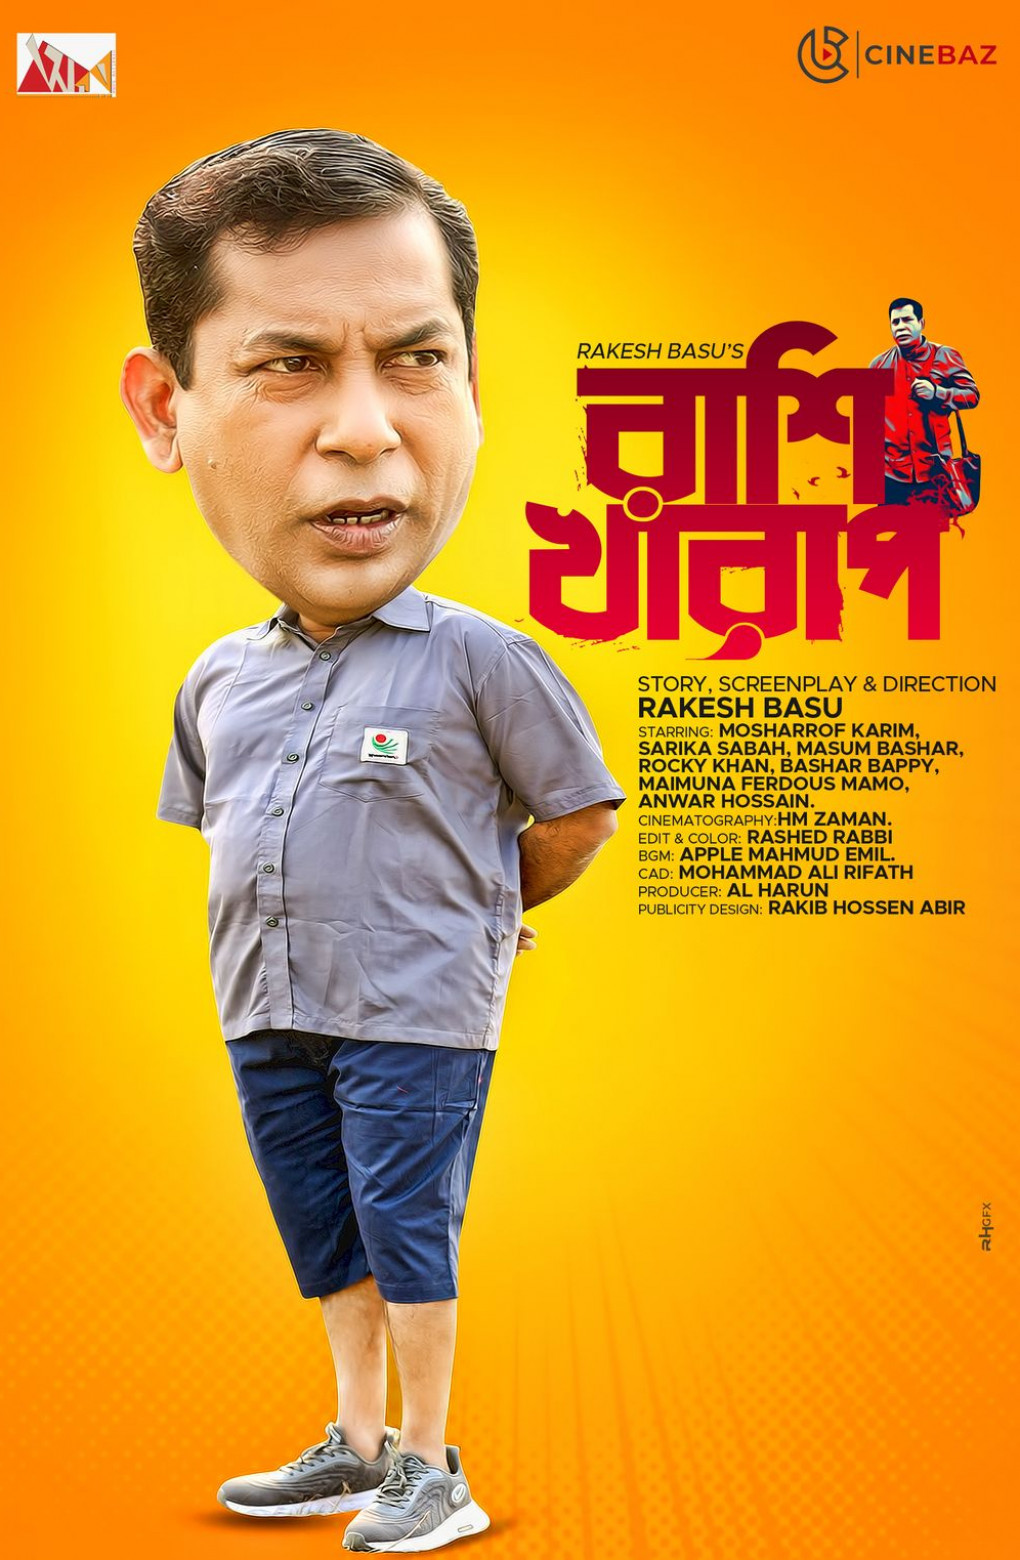 CINEBAZ
RAKESH BASU'S
রাশি
খারাপ
STORY, SCREENPLAY & DIRECTION
RAKESH BASU
STARRING: MOSHARROF KARIM,
SARIKA SABAH, MASUM BASHAR,
ROCKY KHAN, BASHAR BAPPY,
MAIMUNA FERDOUS MAMO,
ANWAR HOSSAIN.
CINEMATOGRAPHY:HM ZAMAN.
EDIT & COLOR: RASHED RABBI
BGM: APPLE MAHMUD EMIL.
CAD: MOHAMMAD ALI RIFATH
PRODUCER: AL HARUN
PUBLICITY DESIGN: RAKIB HOSSEN ABIR
RHGFX